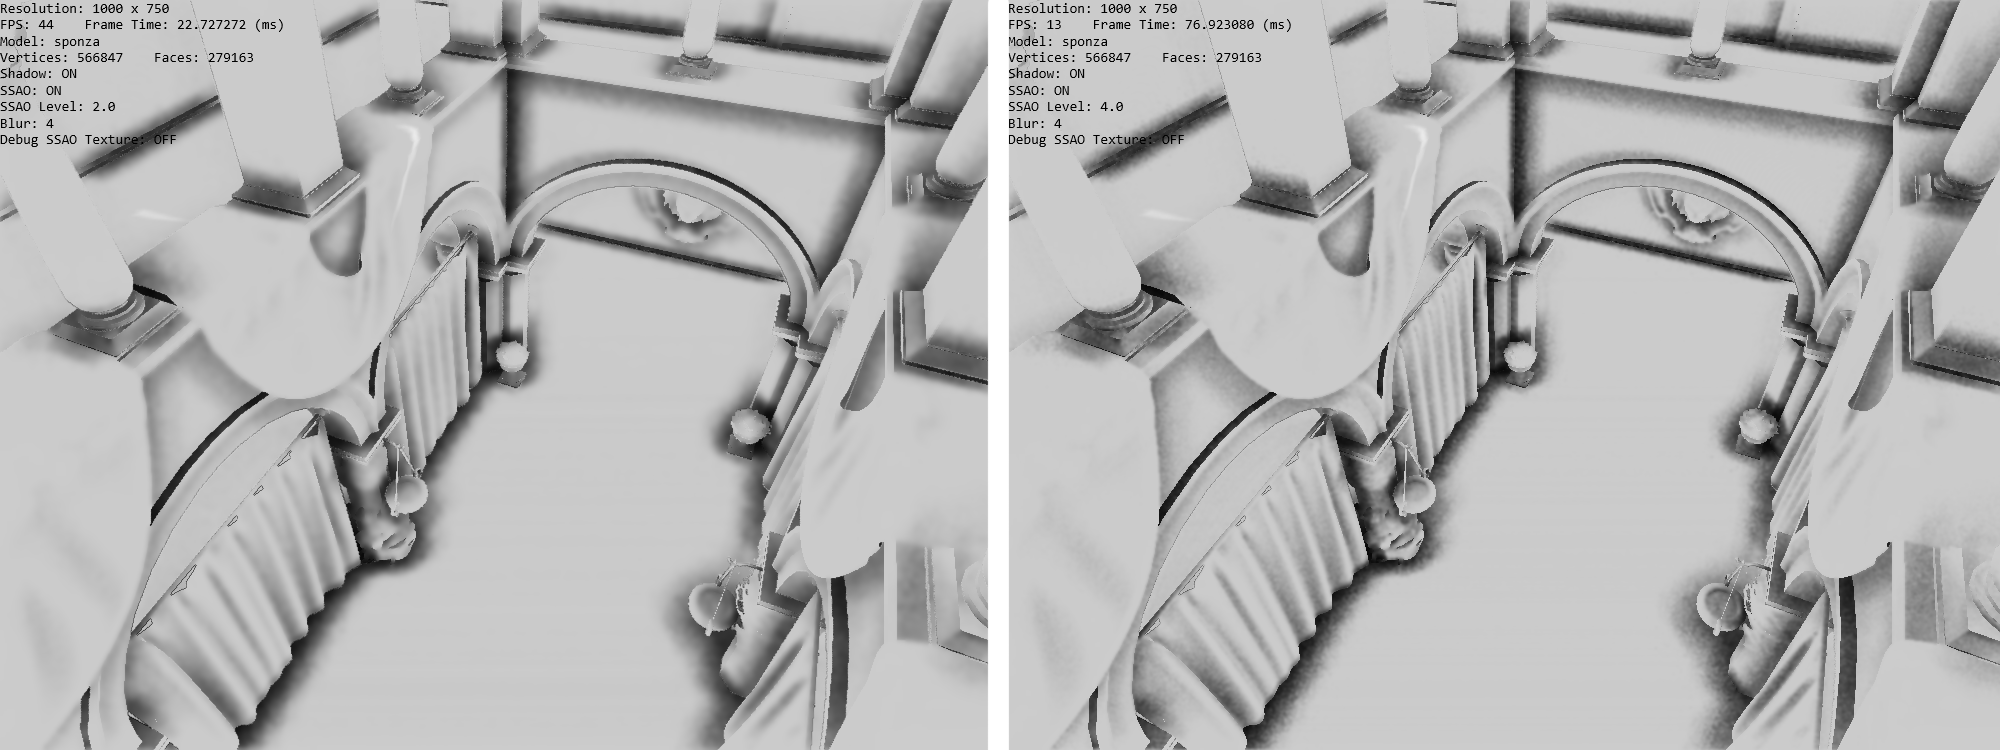 Resolution: 1000 x 750
FPS: 44    Frame Time: 22.727272 (ms)
Model: sponza
Vertices: 566847    Faces: 279163
Shadow: ON
SSAO: ON
SSAO Level: 2.0
Blur: 4
Debug SSAO Texture: OFF
Resolution: 1000 x 750
FPS: 13    Frame Time: 76.923080 (ms)
Model: sponza
Vertices: 566847    Faces: 279163
Shadow: ON
SSAO: ON
SSAO Level: 4.0
Blur: 4
Debug SSAO Texture: OFF